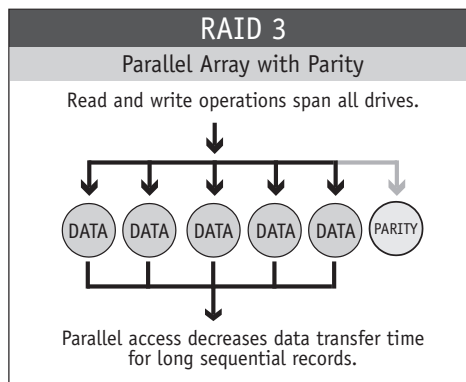 RAID 3
Parallel Array with Parity
Read and write operations span all drives.
DATA DATA DATA DATA DATA PARITY
Parallel access decreases data transfer time
for long sequential records.